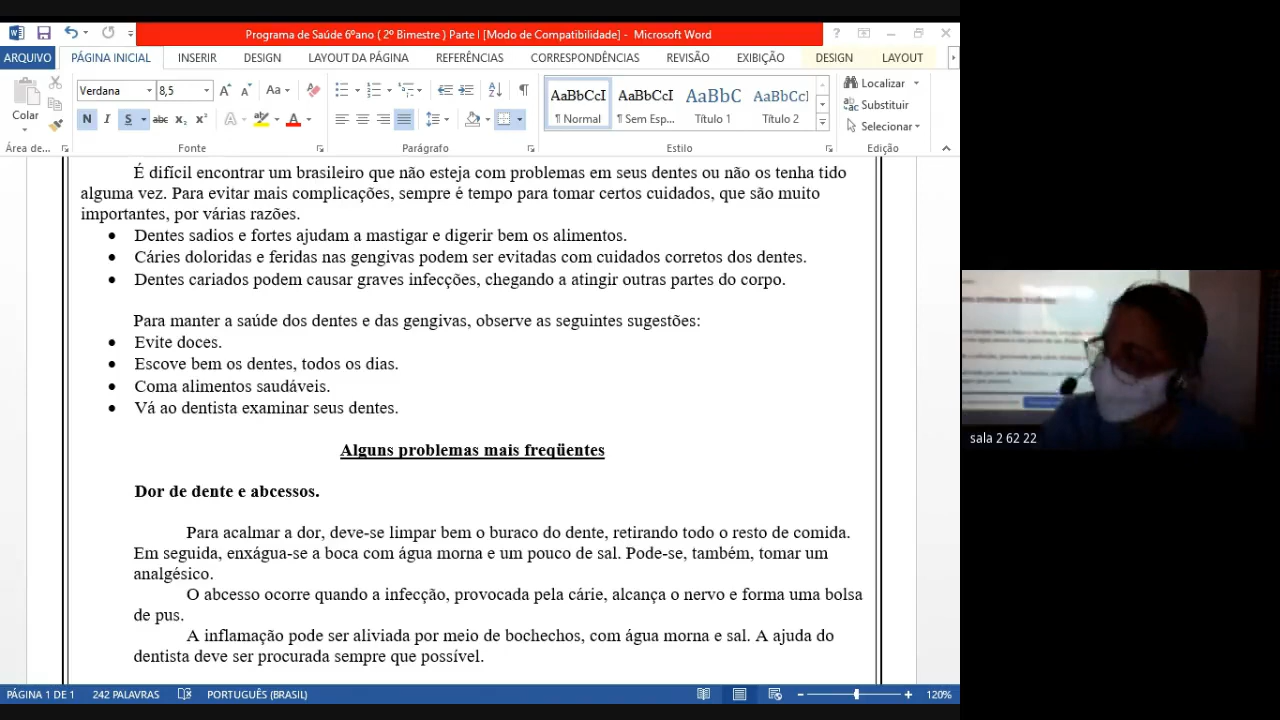 Programa de Saúde 6ºano ( 2º Bimestre ) Parte I [Modo de Compatibilidade] - Microsoft Word
ARQUIVO PÁGINA INICIAL INSERIR DESIGN LAYOUT DA PÁGINA REFERÊNCIAS CORRESPONDÊNCIAS REVISÃO EXIBIÇÃO DESIGN LAYOUT
Verdana 8,5 Aa
AaBbCcI AaBbCcI AaBbC AaBbCcI
Localizar
Colar
N I S abc x₂ x² A A
¶ Normal ¶ Sem Esp... Título 1 Título 2
Substituir
Selecionar
Área de... Fonte Parágrafo Estilo Edição
É difícil encontrar um brasileiro que não esteja com problemas em seus dentes ou não os tenha tido
alguma vez. Para evitar mais complicações, sempre é tempo para tomar certos cuidados, que são muito
importantes, por várias razões.
• Dentes sadios e fortes ajudam a mastigar e digerir bem os alimentos.
• Cáries doloridas e feridas nas gengivas podem ser evitadas com cuidados corretos dos dentes.
• Dentes cariados podem causar graves infecções, chegando a atingir outras partes do corpo.
Para manter a saúde dos dentes e das gengivas, observe as seguintes sugestões:
• Evite doces.
• Escove bem os dentes, todos os dias.
• Coma alimentos saudáveis.
• Vá ao dentista examinar seus dentes.
Alguns problemas mais freqüentes
Dor de dente e abcessos.
Para acalmar a dor, deve-se limpar bem o buraco do dente, retirando todo o resto de comida.
Em seguida, enxágua-se a boca com água morna e um pouco de sal. Pode-se, também, tomar um
analgésico.
O abcesso ocorre quando a infecção, provocada pela cárie, alcança o nervo e forma uma bolsa
de pus.
A inflamação pode ser aliviada por meio de bochechos, com água morna e sal. A ajuda do
dentista deve ser procurada sempre que possível.
PÁGINA 1 DE 1 242 PALAVRAS PORTUGUÊS (BRASIL) 120%
sala 2 62 22